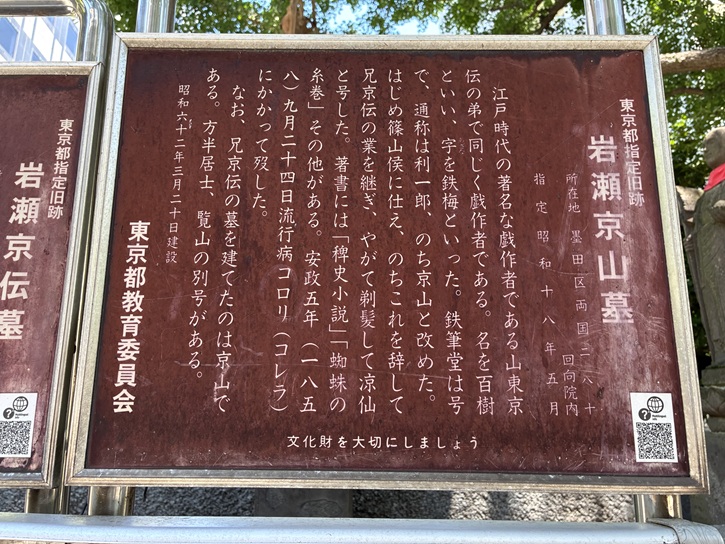 東京都指定旧跡
岩瀬京山墓
所在地 墨田区両国二‐八‐十
回向院内
指定 昭和十八年五月
江戸時代の著名な戯作者である山東京
伝の弟で同じく戯作者である。名を百樹
といい、字を鉄梅といった。鉄筆堂は号
で、通称は利一郎、のち京山と改めた。
はじめ篠山侯に仕え、のちこれを辞して
兄京伝の業を継ぎ、やがて剃髪して凉仙
と号した。著書には「稗史小説」「蜘蛛の
糸巻」その他がある。安政五年(一八五
八)九月二十四日流行病コロリ(コレラ)
にかかって歿した。
なお、兄京伝の墓を建てたのは京山で
ある。方半居士、覧山の別号がある。
昭和六十二年三月二十日建設
東京都教育委員会
文化財を大切にしましょう
東京都指定旧跡
岩瀬京伝墓